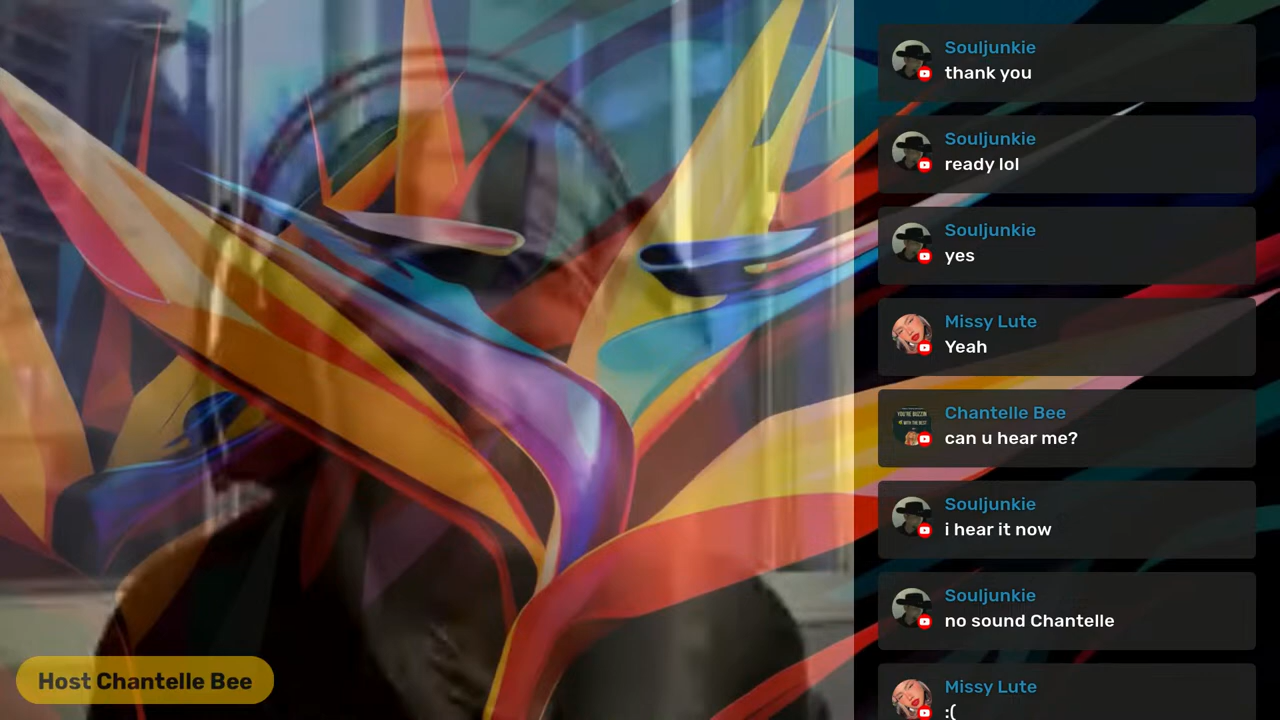 Souljunkie
thank you
Souljunkie
ready lol
Souljunkie
yes
Missy Lute
Yeah
Chantelle Bee
can u hear me?
Souljunkie
i hear it now
Souljunkie
no sound Chantelle
Missy Lute
:(
Host Chantelle Bee